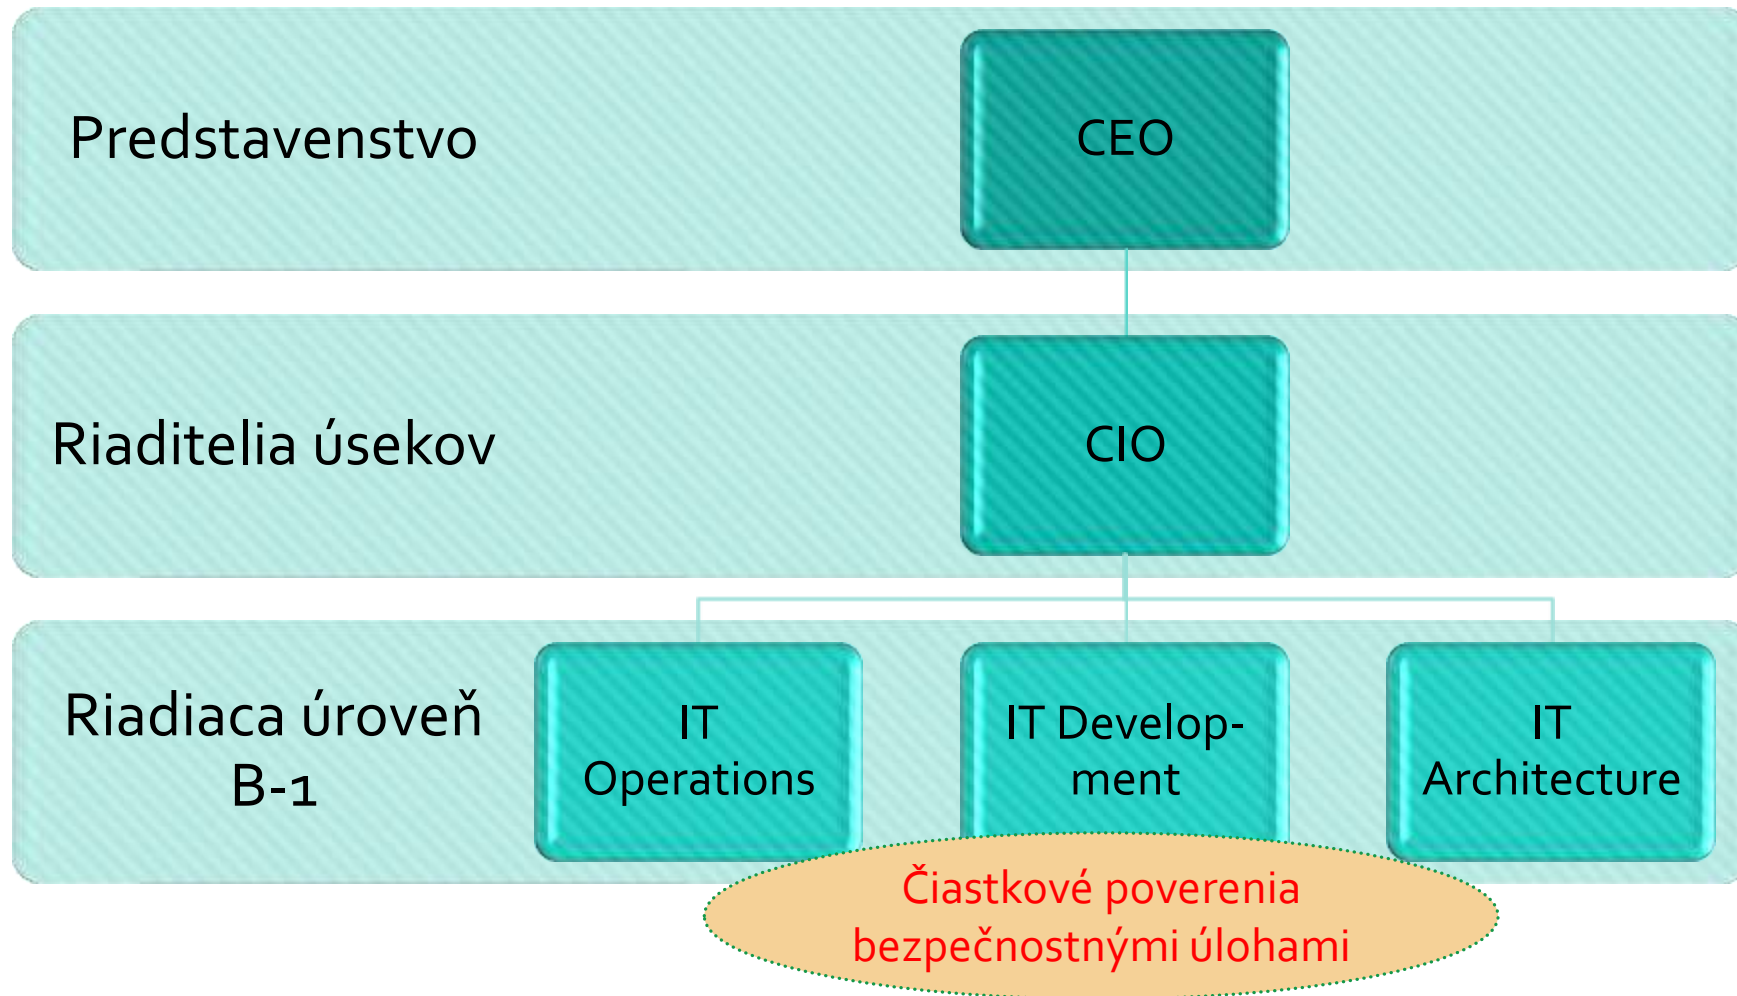 Predstavenstvo
CEO
Riaditelia úsekov
CIO
Riadiaca úroveň
B-1
IT
Operations
IT Develop-
ment
IT
Architecture
Čiastkové poverenia
bezpečnostnými úlohami